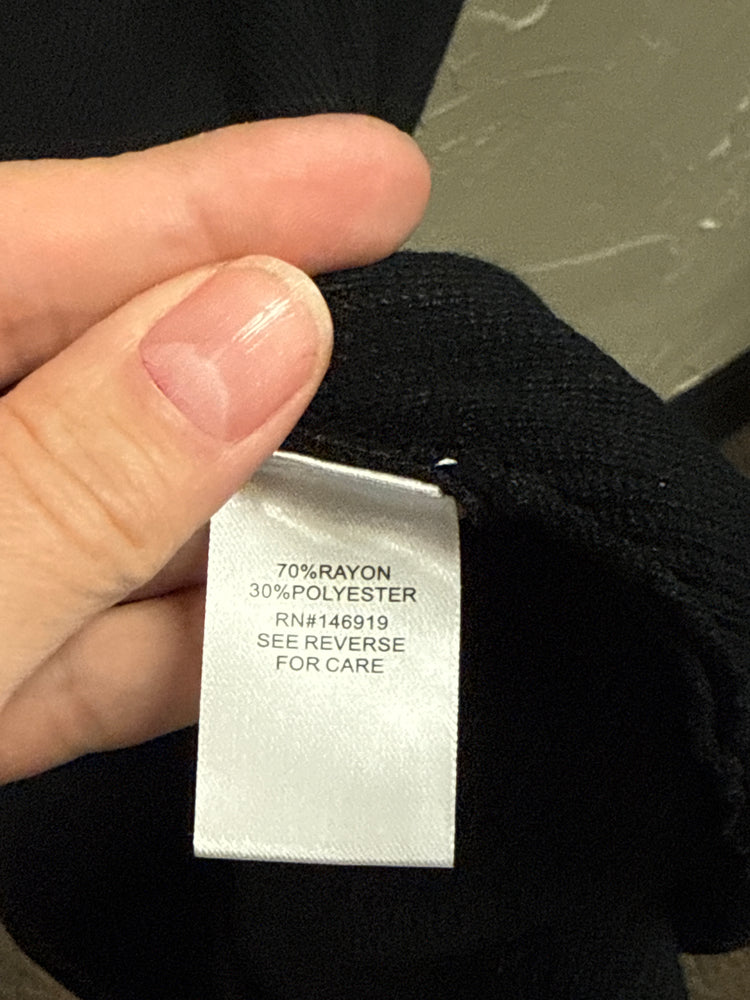 70%RAYON
30%POLYESTER
RN#146919
SEE REVERSE
FOR CARE